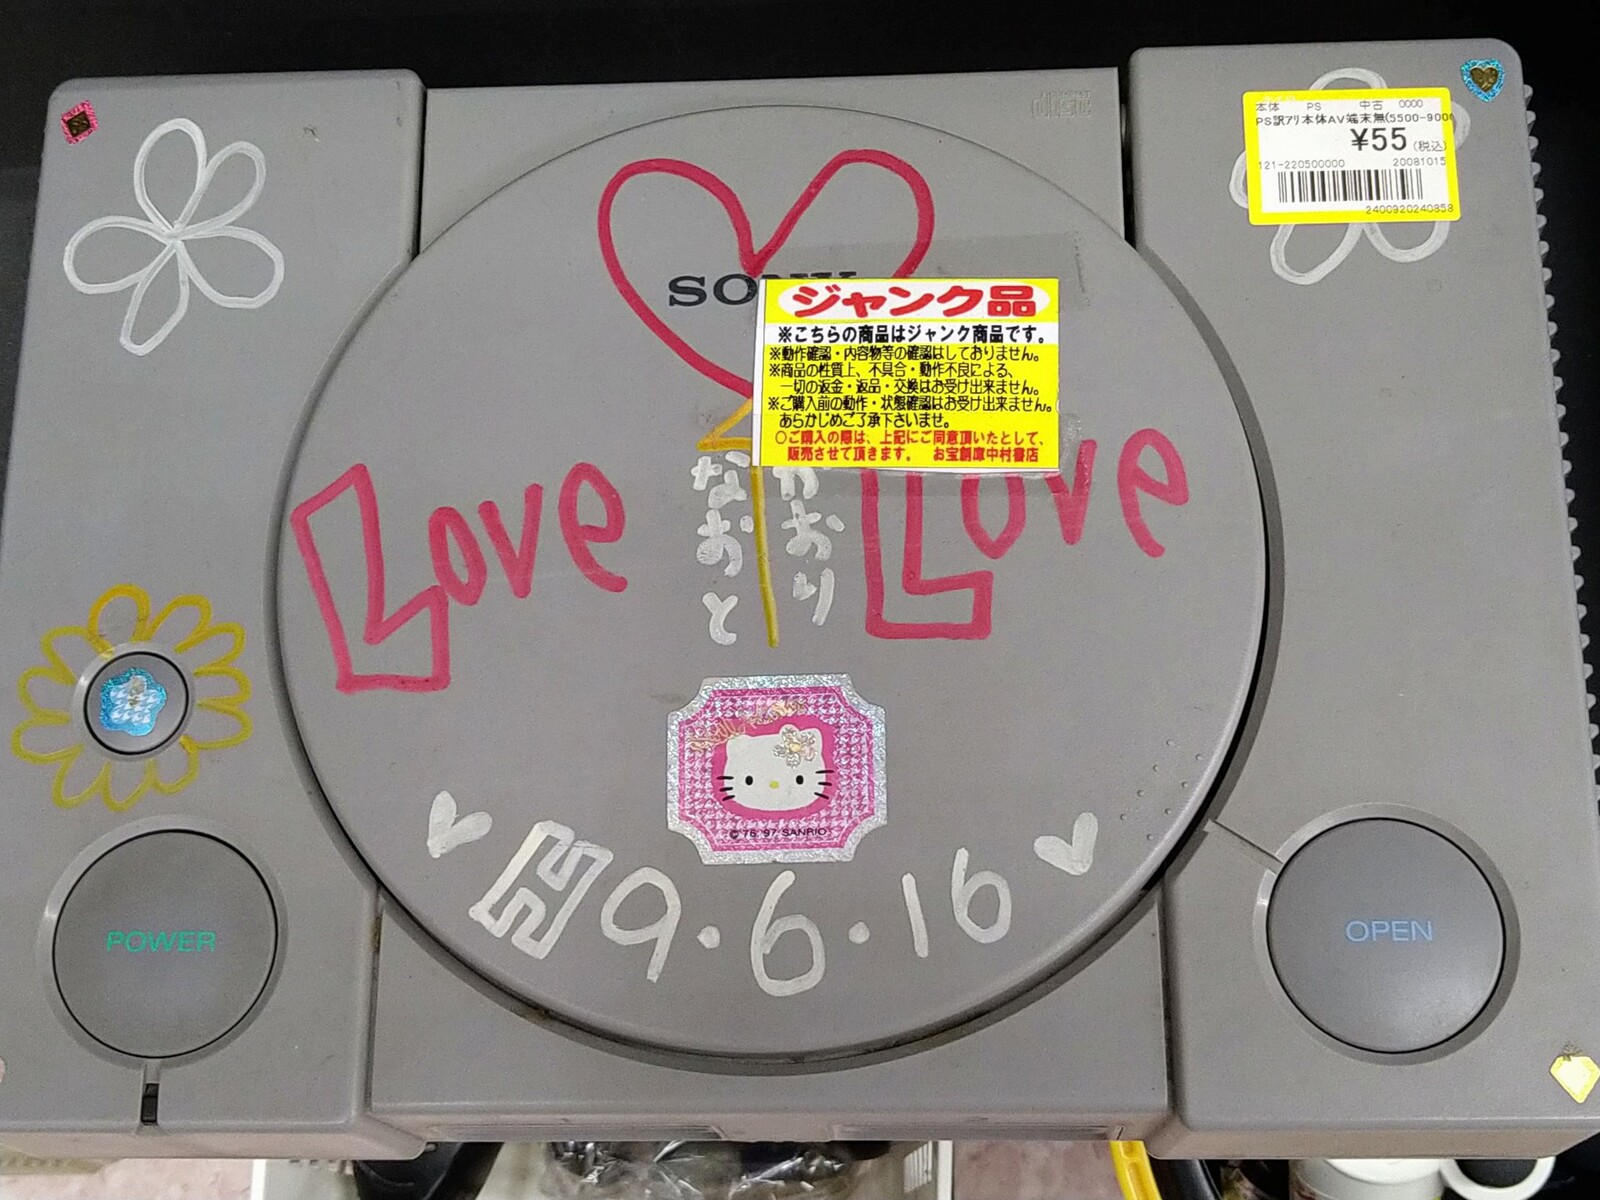 本体 PS 中古 0000
PS訳アリ本体AV端末無(5500-900
¥55(税込)
121-220500000 20081015
2400920240858
SO
ジャンク品
※こちらの商品はジャンク商品です。
※動作確認・内容物等の確認はしておりません。
※商品の性質上、不具合・動作不良による、
一切の返金・返品・交換はお受け出来ません。
※ご購入前の動作・状態確認はお受け出来ません。
あらかじめご了承下さいませ。
○ご購入の際は、上記にご同意頂いたとして、
販売させて頂きます。 お宝創庫中村書店
Love
Love
かおり
なおと
© '76, '97 SANRIO
H9.6.16
POWER
OPEN